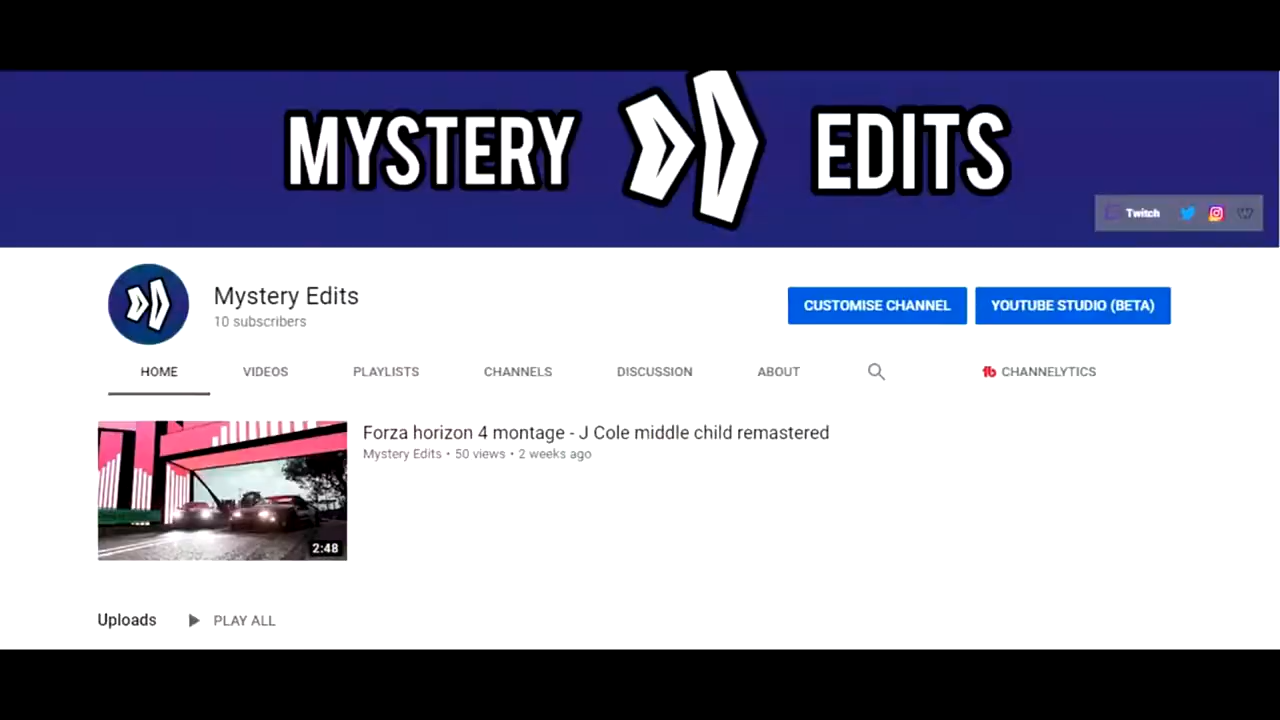 MYSTERY EDITS
Twitch
Mystery Edits
10 subscribers
CUSTOMISE CHANNEL
YOUTUBE STUDIO (BETA)
HOME VIDEOS PLAYLISTS CHANNELS DISCUSSION ABOUT CHANNELYTICS
Forza horizon 4 montage - J Cole middle child remastered
Mystery Edits • 50 views • 2 weeks ago
2:48
Uploads PLAY ALL